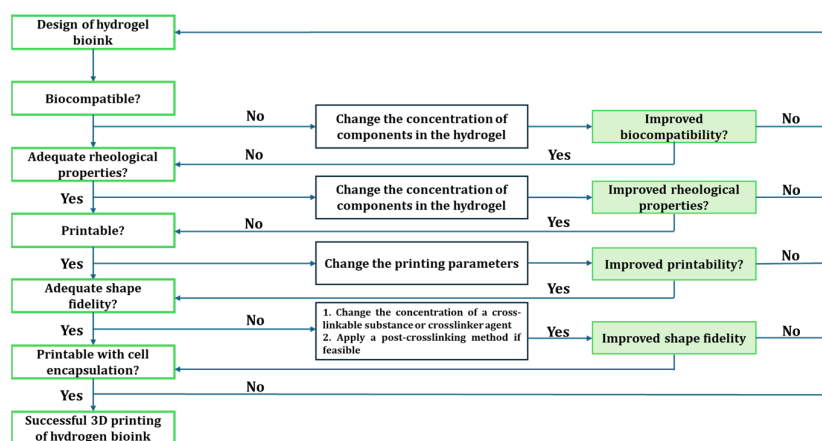 Design of hydrogel
bioink
Biocompatible?
No
Change the concentration of
components in the hydrogel
Improved
biocompatibility?
No
No
Yes
Adequate rheological
properties?
Yes
Change the concentration of
components in the hydrogel
Improved rheological
properties?
No
No
Yes
Printable?
Yes
Change the printing parameters
Improved printability?
No
Yes
Adequate shape
fidelity?
Yes
No
1. Change the concentration of a cross-
linkable substance or crosslinker agent
2. Apply a post-crosslinking method if
feasible
Yes
Improved shape fidelity
No
Printable with cell
encapsulation?
Yes
No
Successful 3D printing
of hydrogen bioink